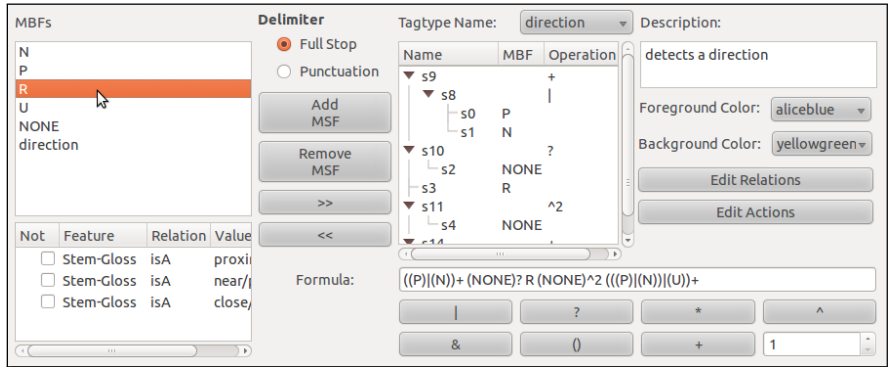 MBFs
N
P
R
U
NONE
direction
Not Feature Relation Value
Stem-Gloss isA
Stem-Gloss isA near/
Stem-Gloss isA close/
Delimiter
Full Stop
Punctuation
Add
MSF
Remove
MSF
>>
<<
Tagtype Name: direction
Name MBF Operation
s9 +
s8 |
s0 P
s1 N
s10 ?
s2 NONE
s3 R
s11 ^2
s4 NONE
s14 +
Description:
detects a direction
Foreground Color: aliceblue
Background Color: yellowgreen
Edit Relations
Edit Actions
Formula: ((P)|(N))+ (NONE)? R (NONE)^2 (((P)|(N))|(U))+
| ? * ^
& () + 1